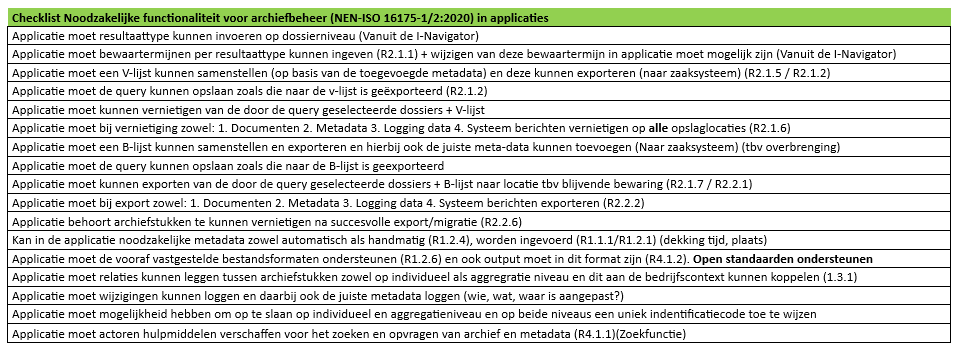 Checklist Noodzakelijke functionaliteit voor archiefbeheer (NEN-ISO 16175-1/2:2020) in applicaties
Applicatie moet resultaattype kunnen invoeren op dossierniveau (Vanuit de I-Navigator)
Applicatie moet bewaartermijnen per resultaattype kunnen ingeven (R2.1.1) + wijzigen van deze bewaartermijn in applicatie moet mogelijk zijn (Vanuit de I-Navigator)
Applicatie moet een V-lijst kunnen samenstellen (op basis van de toegevoegde metadata) en deze kunnen exporteren (naar zaaksysteem) (R2.1.5 / R2.1.2)
Applicatie moet de query kunnen opslaan zoals die naar de v-lijst is geëxporteerd (R2.1.2)
Applicatie moet kunnen vernietigen van de door de query geselecteerde dossiers + V-lijst
Applicatie moet bij vernietiging zowel: 1. Documenten 2. Metadata 3. Logging data 4. Systeem berichten vernietigen op alle opslaglocaties (R2.1.6)
Applicatie moet een B-lijst kunnen samenstellen en exporteren en hierbij ook de juiste meta-data kunnen toevoegen (Naar zaaksysteem) (tbv overbrenging)
Applicatie moet de query kunnen opslaan zoals die naar de B-lijst is geexporteerd
Applicatie moet kunnen exporten van de door de query geselecteerde dossiers + B-lijst naar locatie tbv blijvende bewaring (R2.1.7 / R2.2.1)
Applicatie moet bij export zowel: 1. Documenten 2. Metadata 3. Logging data 4. Systeem berichten exporteren (R2.2.2)
Applicatie behoort archiefstukken te kunnen vernietigen na succesvolle export/migratie (R2.2.6)
Kan in de applicatie noodzakelijke metadata zowel automatisch als handmatig (R1.2.4), worden ingevoerd (R1.1.1/R1.2.1) (dekking tijd, plaats)
Applicatie moet de vooraf vastgestelde bestandsformaten ondersteunen (R1.2.6) en ook output moet in dit format zijn (R4.1.2). Open standaarden ondersteunen
Applicatie moet relaties kunnen leggen tussen archiefstukken zowel op individueel als aggregratie niveau en dit aan de bedrijfscontext kunnen koppelen (1.3.1)
Applicatie moet wijzigingen kunnen loggen en daarbij ook de juiste metadata loggen (wie, wat, waar is aangepast?)
Applicatie moet mogelijkheid hebben om op te slaan op individueel en aggregatieniveau en op beide niveaus een uniek indentificatiecode toe te wijzen
Applicatie moet actoren hulpmiddelen verschaffen voor het zoeken en opvragen van archief en metadata (R4.1.1)(Zoekfunctie)